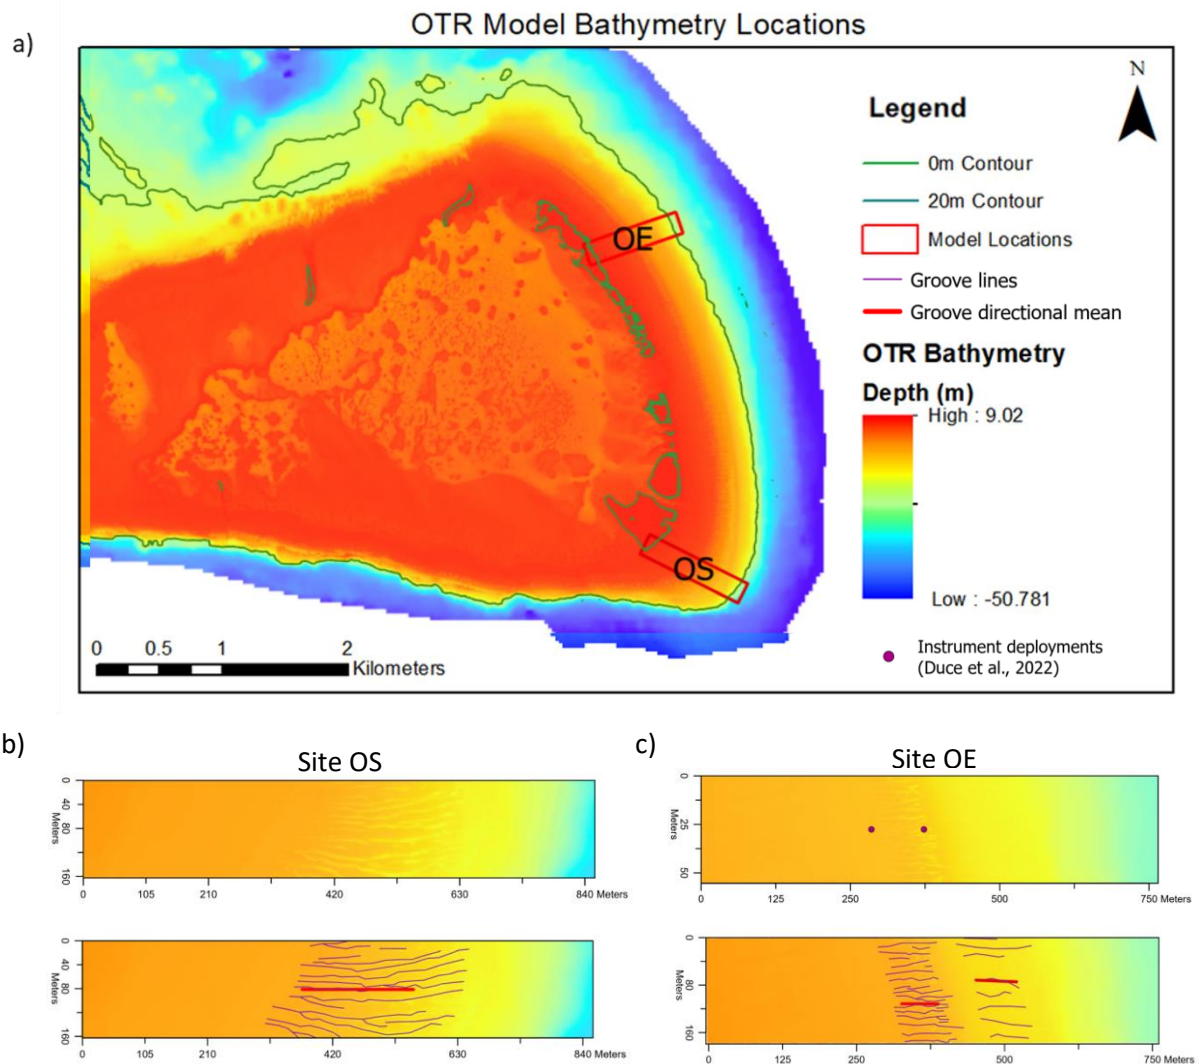 OTR Model Bathymetry Locations
a)
N
Legend
0m Contour
20m Contour
Model Locations
Groove lines
Groove directional mean
OTR Bathymetry
Depth (m)
High : 9.02
Low : -50.781
Instrument deployments
(Duce et al., 2022)
OE
OS
0 0.5 1 2
Kilometers
b)
Site OS
0 40 80 160
Meters
0 105 210 420 630 840 Meters
0 40 80 160
Meters
0 105 210 420 630 840 Meters
c)
Site OE
0 25 50
Meters
0 125 250 500 750 Meters
0 80 160
Meters
0 125 250 500 750 Meters